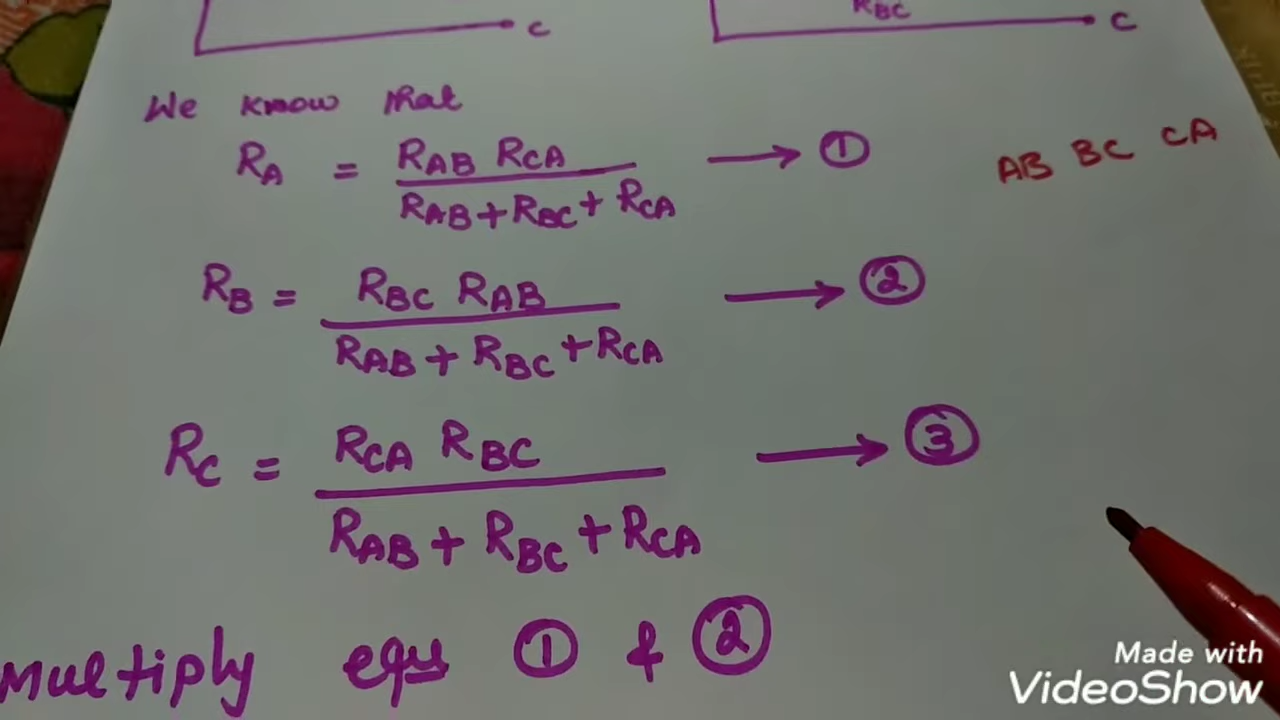 C R_BC C
We know that
R_A = R_AB R_CA / R_AB + R_BC + R_CA → ① AB BC CA
R_B = R_BC R_AB / R_AB + R_BC + R_CA → ②
R_C = R_CA R_BC / R_AB + R_BC + R_CA → ③
Multiply eqns ① & ②
Made with
VideoShow